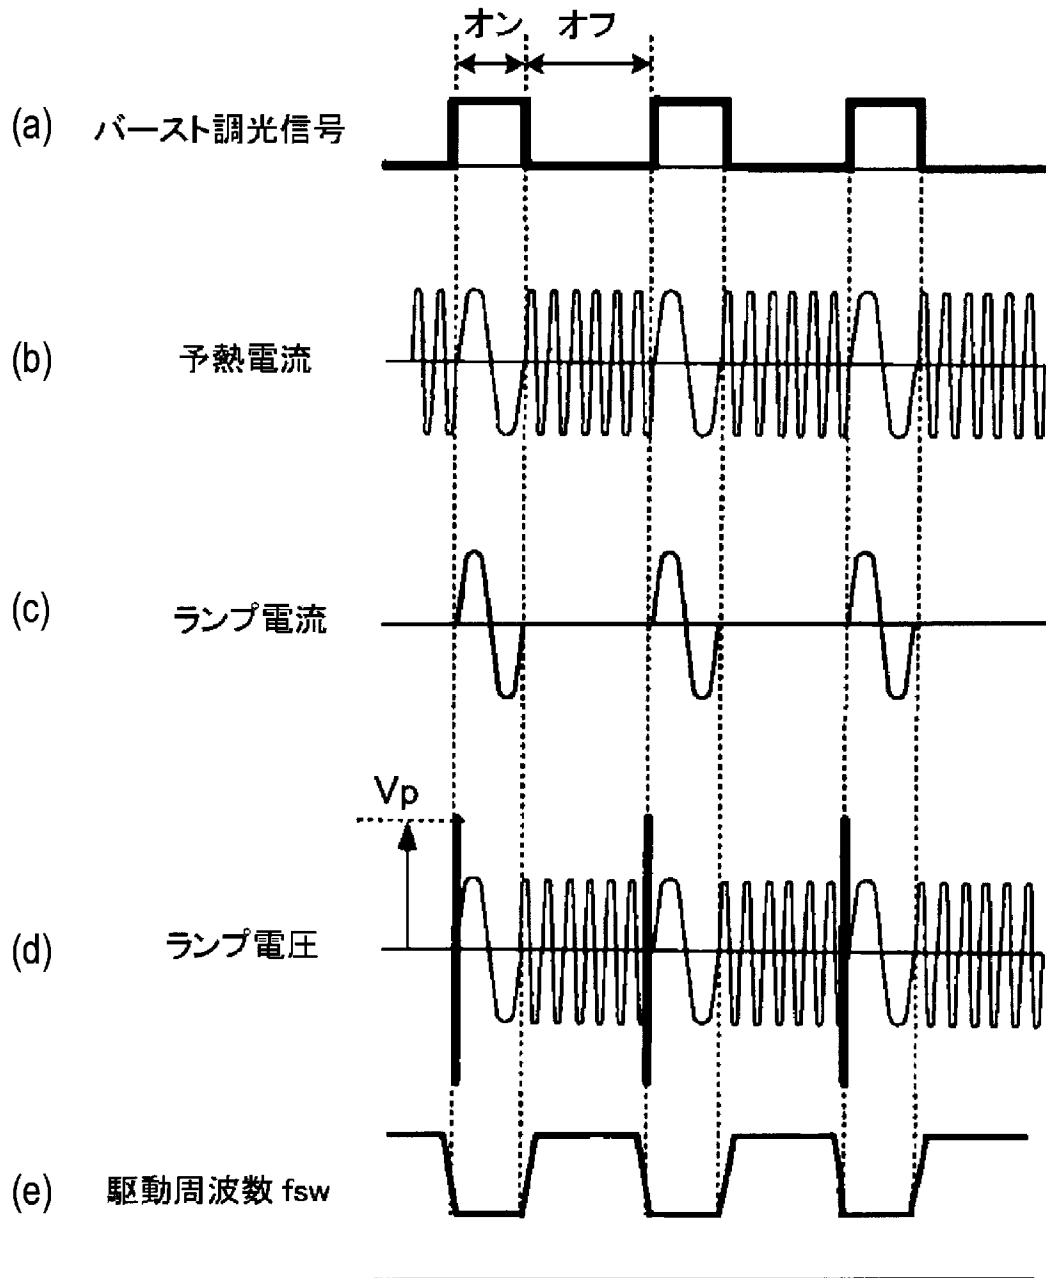 オン オフ
(a) バースト調光信号
(b) 予熱電流
(c) ランプ電流
Vp
(d) ランプ電圧
(e) 駆動周波数 fsw